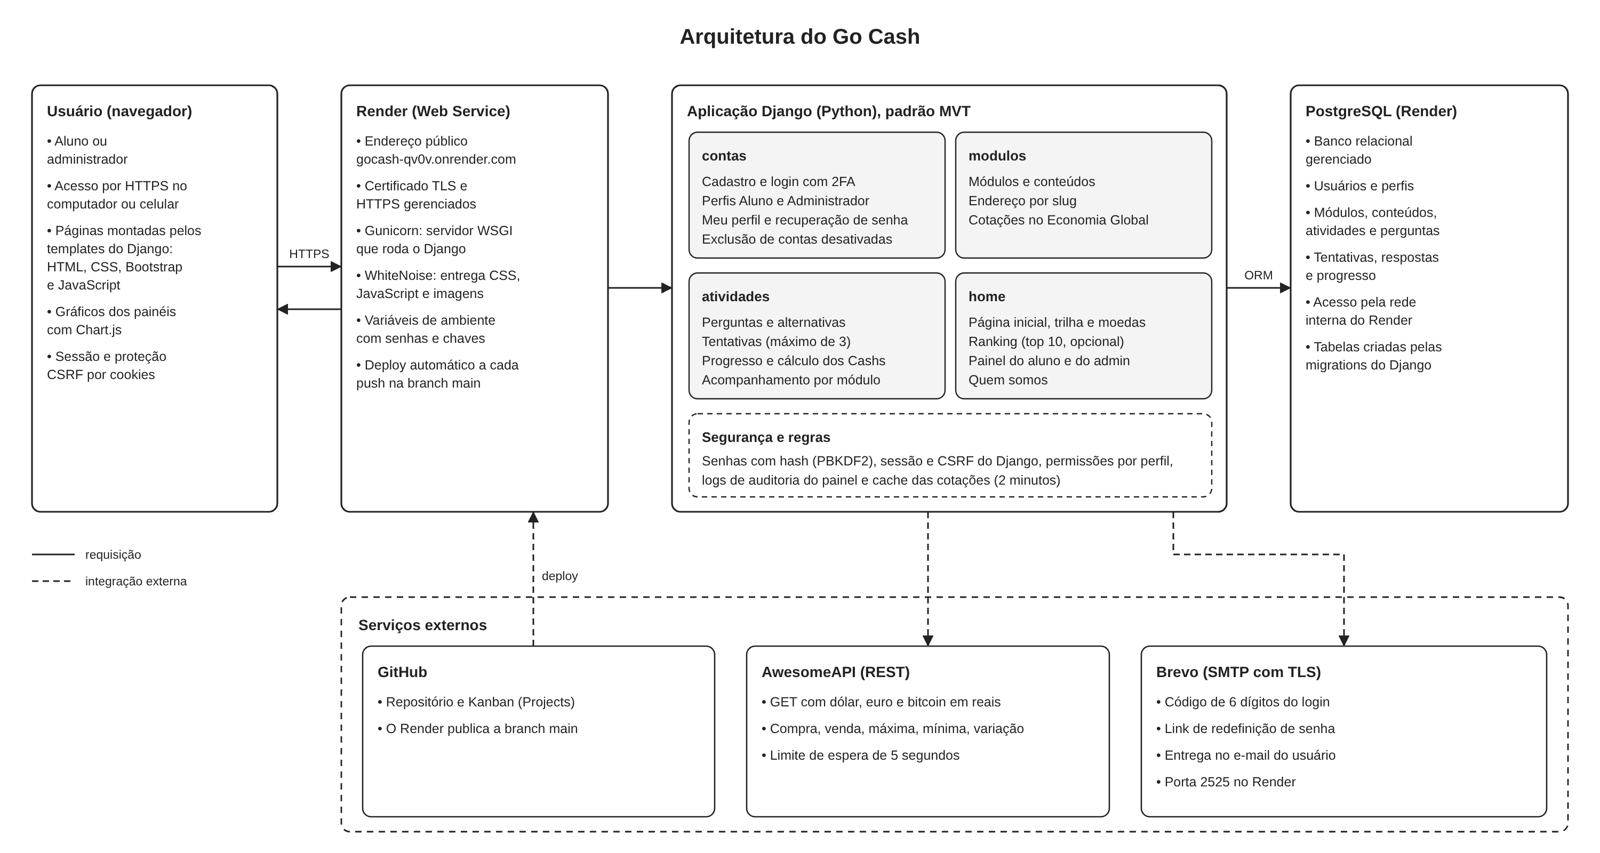 Arquitetura do Go Cash
Usuário (navegador)
• Aluno ou
administrador
• Acesso por HTTPS no
computador ou celular
• Páginas montadas pelos
templates do Django:
HTML, CSS, Bootstrap
e JavaScript
• Gráficos dos painéis
com Chart.js
• Sessão e proteção
CSRF por cookies
HTTPS
Render (Web Service)
• Endereço público
gocash-qv0v.onrender.com
• Certificado TLS e
HTTPS gerenciados
• Gunicorn: servidor WSGI
que roda o Django
• WhiteNoise: entrega CSS,
JavaScript e imagens
• Variáveis de ambiente
com senhas e chaves
• Deploy automático a cada
push na branch main
Aplicação Django (Python), padrão MVT
contas
Cadastro e login com 2FA
Perfis Aluno e Administrador
Meu perfil e recuperação de senha
Exclusão de contas desativadas
modulos
Módulos e conteúdos
Endereço por slug
Cotações no Economia Global
atividades
Perguntas e alternativas
Tentativas (máximo de 3)
Progresso e cálculo dos Cashs
Acompanhamento por módulo
home
Página inicial, trilha e moedas
Ranking (top 10, opcional)
Painel do aluno e do admin
Quem somos
Segurança e regras
Senhas com hash (PBKDF2), sessão e CSRF do Django, permissões por perfil,
logs de auditoria do painel e cache das cotações (2 minutos)
ORM
PostgreSQL (Render)
• Banco relacional
gerenciado
• Usuários e perfis
• Módulos, conteúdos,
atividades e perguntas
• Tentativas, respostas
e progresso
• Acesso pela rede
interna do Render
• Tabelas criadas pelas
migrations do Django
requisição
integração externa
deploy
Serviços externos
GitHub
• Repositório e Kanban (Projects)
• O Render publica a branch main
AwesomeAPI (REST)
• GET com dólar, euro e bitcoin em reais
• Compra, venda, máxima, mínima, variação
• Limite de espera de 5 segundos
Brevo (SMTP com TLS)
• Código de 6 dígitos do login
• Link de redefinição de senha
• Entrega no e-mail do usuário
• Porta 2525 no Render